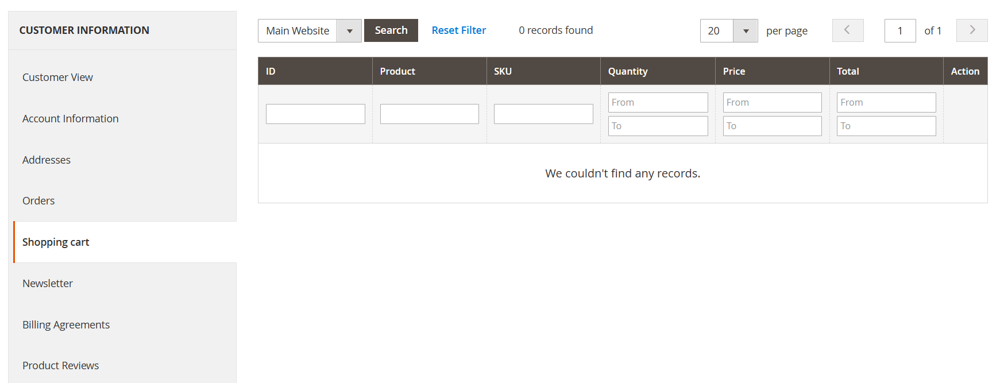 CUSTOMER INFORMATION
Customer View
Account Information
Addresses
Orders
Shopping cart
Newsletter
Billing Agreements
Product Reviews
Main Website Search Reset Filter 0 records found 20 per page 1 of 1
ID Product SKU Quantity Price Total Action
From From From
To To To
We couldn't find any records.